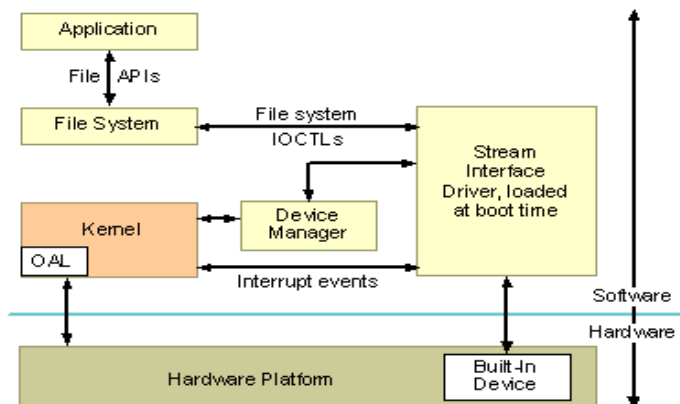 Application
File APIs
File System
File system
IOCTLs
Stream
Interface
Driver, loaded
at boot time
Kernel
OAL
Device
Manager
Interrupt events
Software
Hardware
Hardware Platform
Built-In
Device